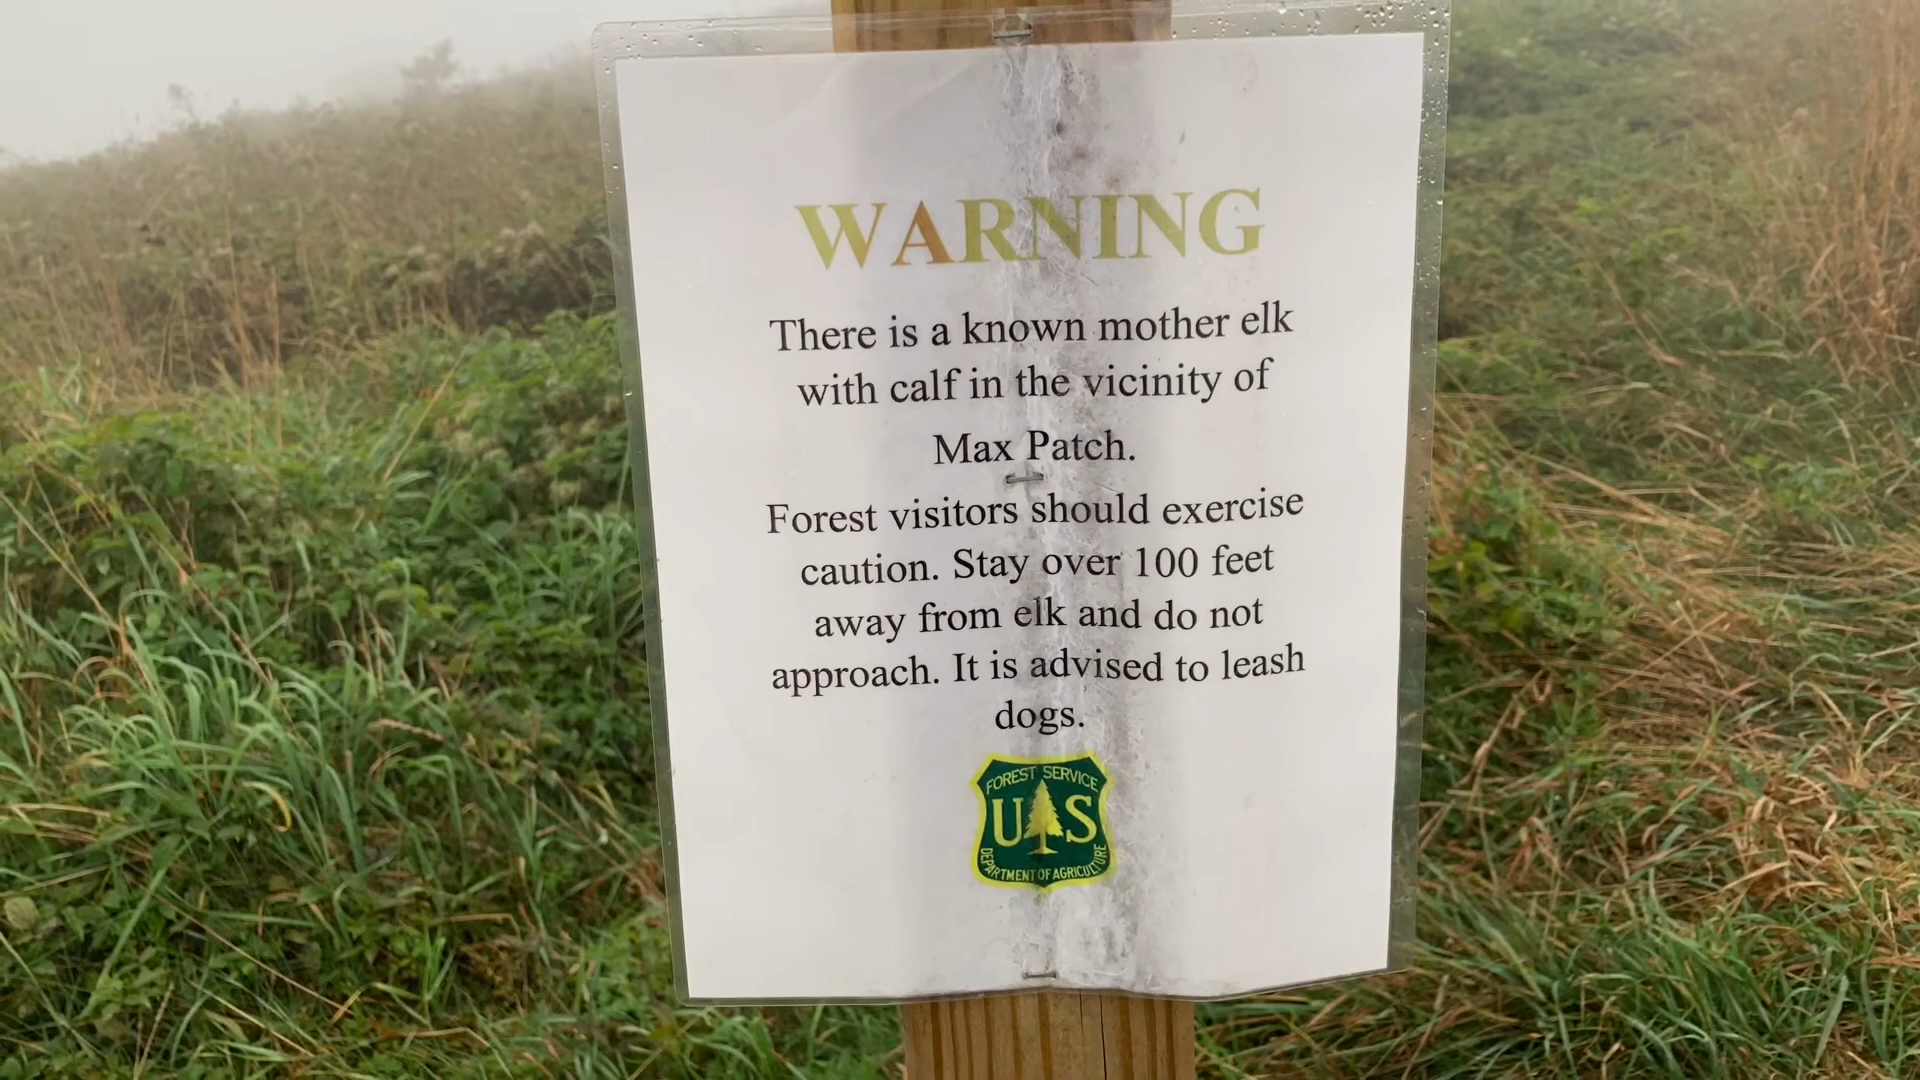 WARNING
There is a known mother elk
with calf in the vicinity of
Max Patch.
Forest visitors should exercise
caution. Stay over 100 feet
away from elk and do not
approach. It is advised to leash
dogs.
FOREST SERVICE
U S
DEPARTMENT OF AGRICULTURE